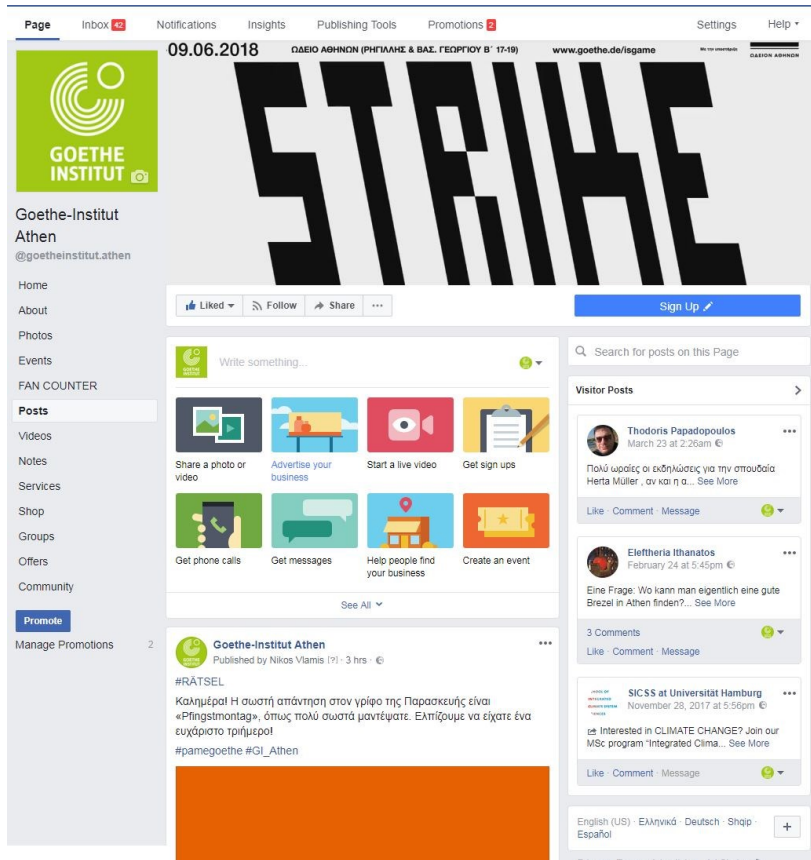 Page Inbox 42 Notifications Insights Publishing Tools Promotions 2 Settings Help
09.06.2018 ΩΔΕΙΟ ΑΘΗΝΩΝ (ΡΗΓΙΛΛΗΣ & ΒΑΣ. ΓΕΩΡΓΙΟΥ Β΄ 17-19) www.goethe.de/isgame Με την υποστήριξη ΩΔΕΙΟΝ ΑΘΗΝΩΝ
STRIKE
GOETHE
INSTITUT
Goethe-Institut
Athen
@goetheinstitut.athen
Home
About
Photos
Events
FAN COUNTER
Posts
Videos
Notes
Services
Shop
Groups
Offers
Community
Promote
Manage Promotions 2
Liked Follow Share ...
Sign Up
Write something...
Share a photo or
video
Advertise your
business
Start a live video
Get sign ups
Get phone calls
Get messages
Help people find
your business
Create an event
See All
Goethe-Institut Athen
Published by Nikos Vlamis [?] · 3 hrs ·
#RÄTSEL
Καλημέρα! Η σωστή απάντηση στον γρίφο της Παρασκευής είναι
«Pfingstmontag», όπως πολύ σωστά μαντέψατε. Ελπίζουμε να είχατε ένα
ευχάριστο τριήμερο!
#pamegoethe #GI_Athen
Search for posts on this Page
Visitor Posts
Thodoris Papadopoulos
March 23 at 2:26am
Πολύ ωραίες οι εκδηλώσεις για την σπουδαία
Herta Müller , αν και η α... See More
Like · Comment · Message
Eleftheria Ithanatos
February 24 at 5:45pm
Eine Frage: Wo kann man eigentlich eine gute
Brezel in Athen finden?... See More
3 Comments
Like · Comment · Message
SICSS at Universität Hamburg
November 28, 2017 at 5:56pm
Interested in CLIMATE CHANGE? Join our
MSc program "Integrated Clima... See More
Like · Comment · Message
English (US) · Ελληνικά · Deutsch · Shqip ·
Español